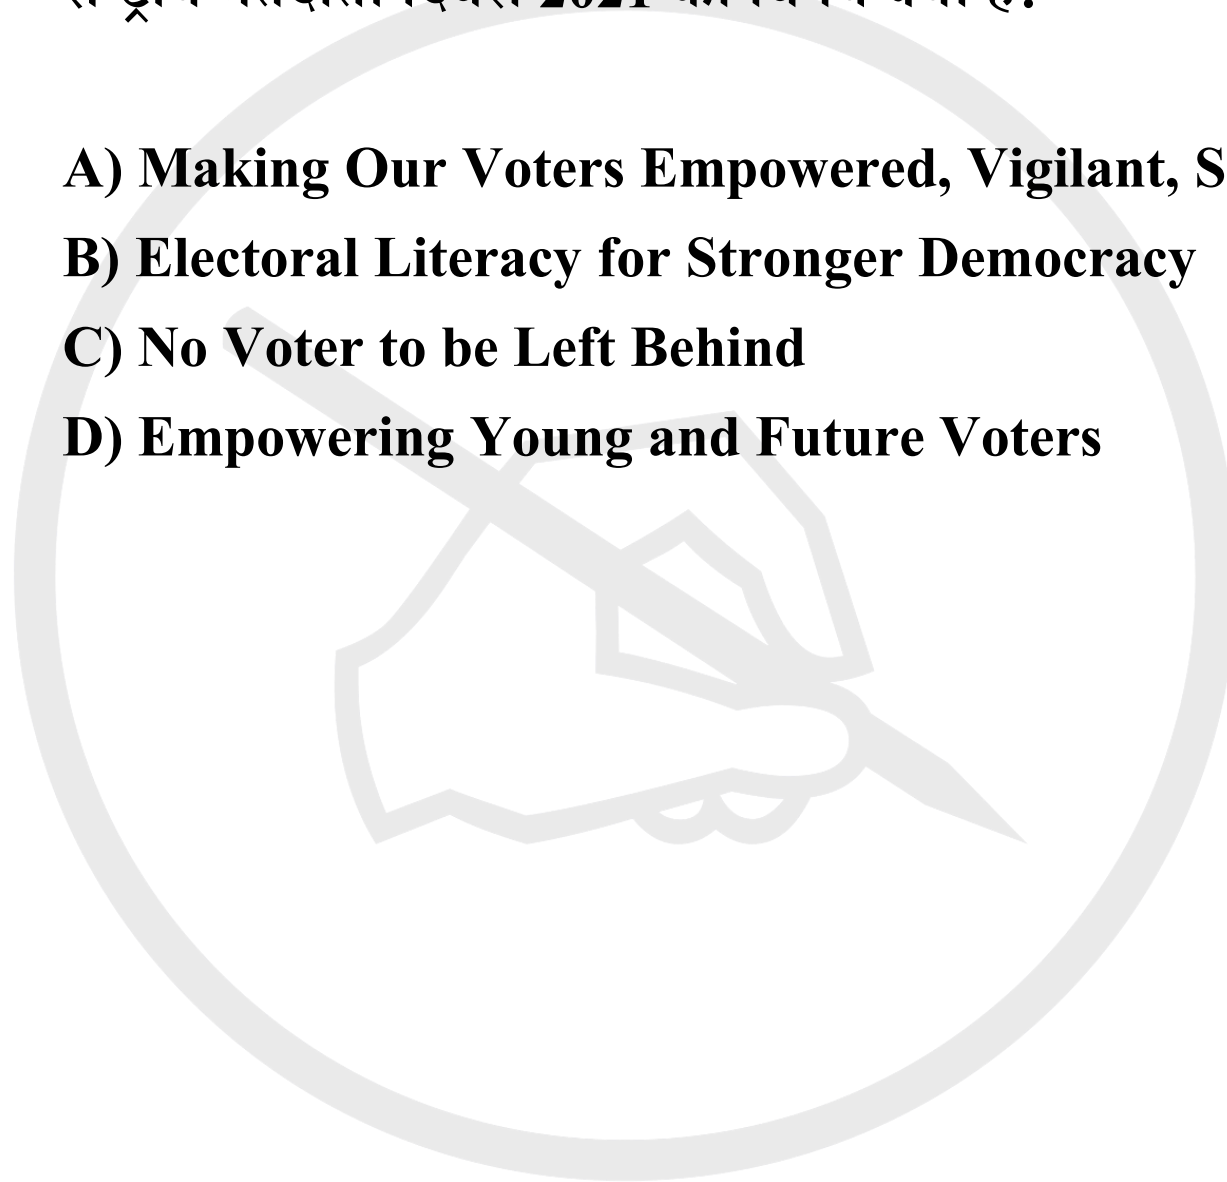 2021
A) Making Our Voters Empowered, Vigilant, S
B) Electoral Literacy for Stronger Democracy
C) No Voter to be Left Behind
D) Empowering Young and Future Voters